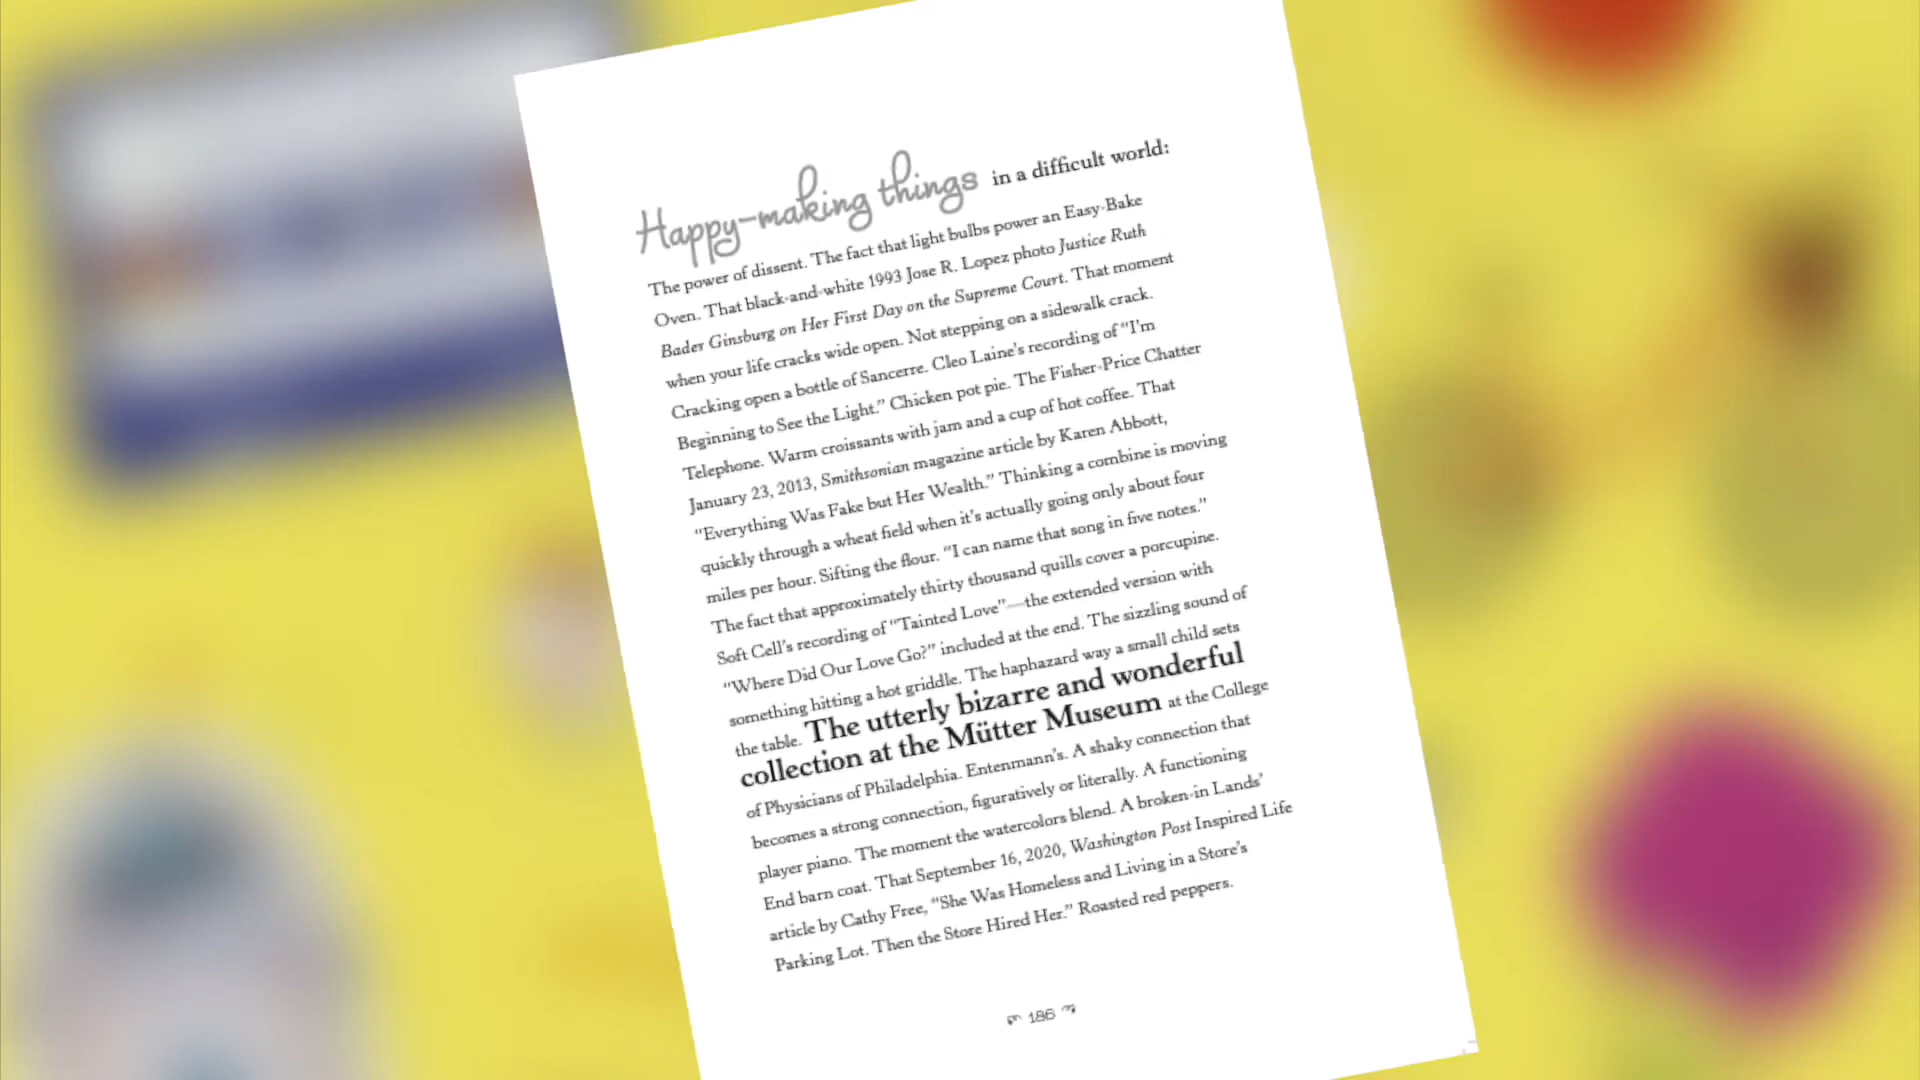 Happy-making things in a difficult world:
The power of dissent. The fact that light bulbs power an Easy-Bake
Oven. That black-and-white 1993 Jose R. Lopez photo Justice Ruth
Bader Ginsburg on Her First Day on the Supreme Court. That moment
when your life cracks wide open. Not stepping on a sidewalk crack.
Cracking open a bottle of Sancerre. Cleo Laine's recording of “I'm
Beginning to See the Light.” Chicken pot pie. The Fisher-Price Chatter
Telephone. Warm croissants with jam and a cup of hot coffee. That
January 23, 2013, Smithsonian magazine article by Karen Abbott,
“Everything Was Fake but Her Wealth.” Thinking a combine is moving
quickly through a wheat field when it's actually going only about four
miles per hour. Sifting the flour. “I can name that song in five notes.”
The fact that approximately thirty thousand quills cover a porcupine.
Soft Cell's recording of “Tainted Love”—the extended version with
“Where Did Our Love Go?” included at the end. The sizzling sound of
something hitting a hot griddle. The haphazard way a small child sets
the table. The utterly bizarre and wonderful
collection at the Mütter Museum at the College
of Physicians of Philadelphia. Entenmann's. A shaky connection that
becomes a strong connection, figuratively or literally. A functioning
player piano. The moment the watercolors blend. A broken-in Lands'
End barn coat. That September 16, 2020, Washington Post Inspired Life
article by Cathy Free, “She Was Homeless and Living in a Store's
Parking Lot. Then the Store Hired Her.” Roasted red peppers.
186